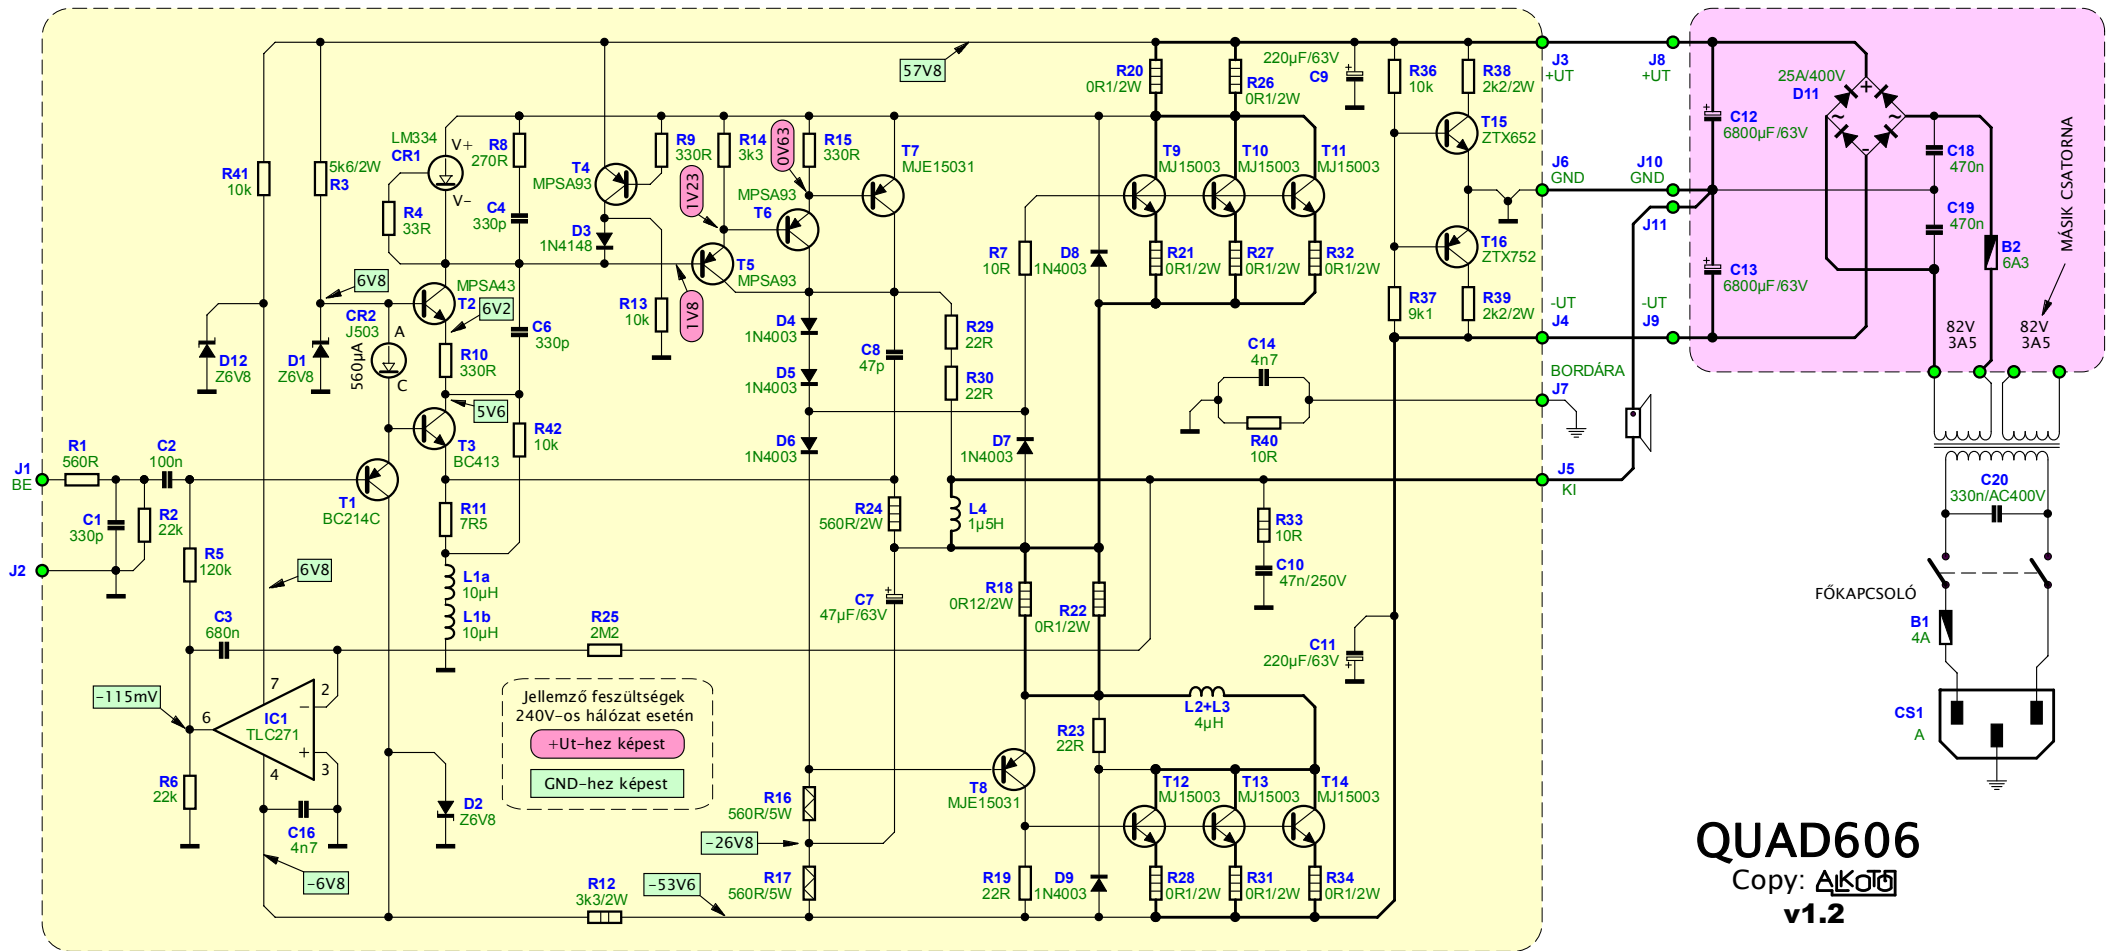 57V8
R20
0R1/2W
R26
0R1/2W
220µF/63V
C9
R36
10k
R38
2k2/2W
J3
+UT
J8
+UT
25A/400V
D11
LM334
CR1
V+
V-
R8
270R
R9
330R
R14
3k3
0V63
R15
330R
T7
MJE15031
T15
ZTX652
C12
6800µF/63V
R41
10k
5k6/2W
R3
T4
MPSA93
1V23
MPSA93
T6
T9
MJ15003
T10
MJ15003
T11
MJ15003
J6
GND
J10
GND
C18
470n
MÁSIK CSATORNA
R4
33R
C4
330p
D3
1N4148
T5
MPSA93
R7
10R
D8
1N4003
R21
0R1/2W
R27
0R1/2W
R32
0R1/2W
T16
ZTX752
J11
C19
470n
C13
6800µF/63V
B2
6A3
6V8
MPSA43
T2
6V2
R13
10k
1V8
R37
9k1
R39
2k2/2W
-UT
J4
-UT
J9
82V
3A5
82V
3A5
CR2
J503
A
C
560µA
D12
Z6V8
D1
Z6V8
R10
330R
C6
330p
D4
1N4003
D5
1N4003
C8
47p
R29
22R
R30
22R
C14
4n7
R40
10R
BORDÁRA
J7
5V6
R42
10k
T3
BC413
D6
1N4003
D7
1N4003
J1
BE
R1
560R
C2
100n
T1
BC214C
R11
7R5
R24
560R/2W
L4
1µ5H
J5
KI
C20
330n/AC400V
C1
330p
R2
22k
R33
10R
J2
R5
120k
6V8
L1a
10µH
L1b
10µH
C7
47µF/63V
R18
0R12/2W
R22
0R1/2W
C10
47n/250V
FŐKAPCSOLÓ
B1
4A
C3
680n
R25
2M2
C11
220µF/63V
-115mV
7
2
6
IC1
TLC271
-
+
4
3
Jellemző feszültségek
240V-os hálózat esetén
+Ut-hez képest
GND-hez képest
L2+L3
4µH
R23
22R
CS1
A
R6
22k
C16
4n7
D2
Z6V8
R16
560R/5W
T8
MJE15031
T12
MJ15003
T13
MJ15003
T14
MJ15003
-26V8
-6V8
R12
3k3/2W
-53V6
R17
560R/5W
R19
22R
D9
1N4003
R28
0R1/2W
R31
0R1/2W
R34
0R1/2W
QUAD606
Copy: ALKOTÓ
v1.2